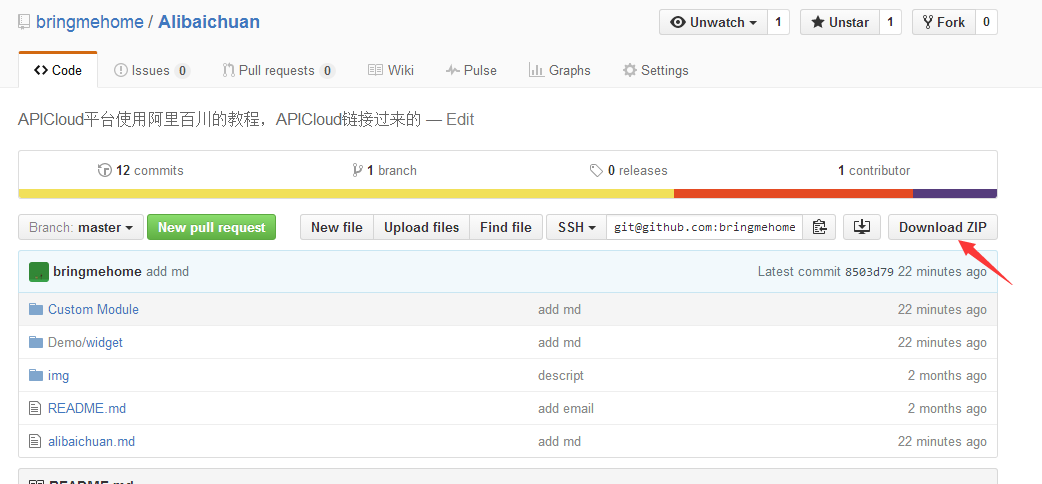 bringmehome / Alibaichuan
Unwatch 1 Unstar 1 Fork 0
Code Issues 0 Pull requests 0 Wiki Pulse Graphs Settings
APICloud平台使用阿里百川的教程，APICloud链接过来的 — Edit
12 commits 1 branch 0 releases 1 contributor
Branch: master New pull request New file Upload files Find file SSH git@github.com:bringmehome Download ZIP
bringmehome add md Latest commit 8503d79 22 minutes ago
Custom Module add md 22 minutes ago
Demo/widget add md 22 minutes ago
img descript 2 months ago
README.md add email 2 months ago
alibaichuan.md add md 22 minutes ago
README.md